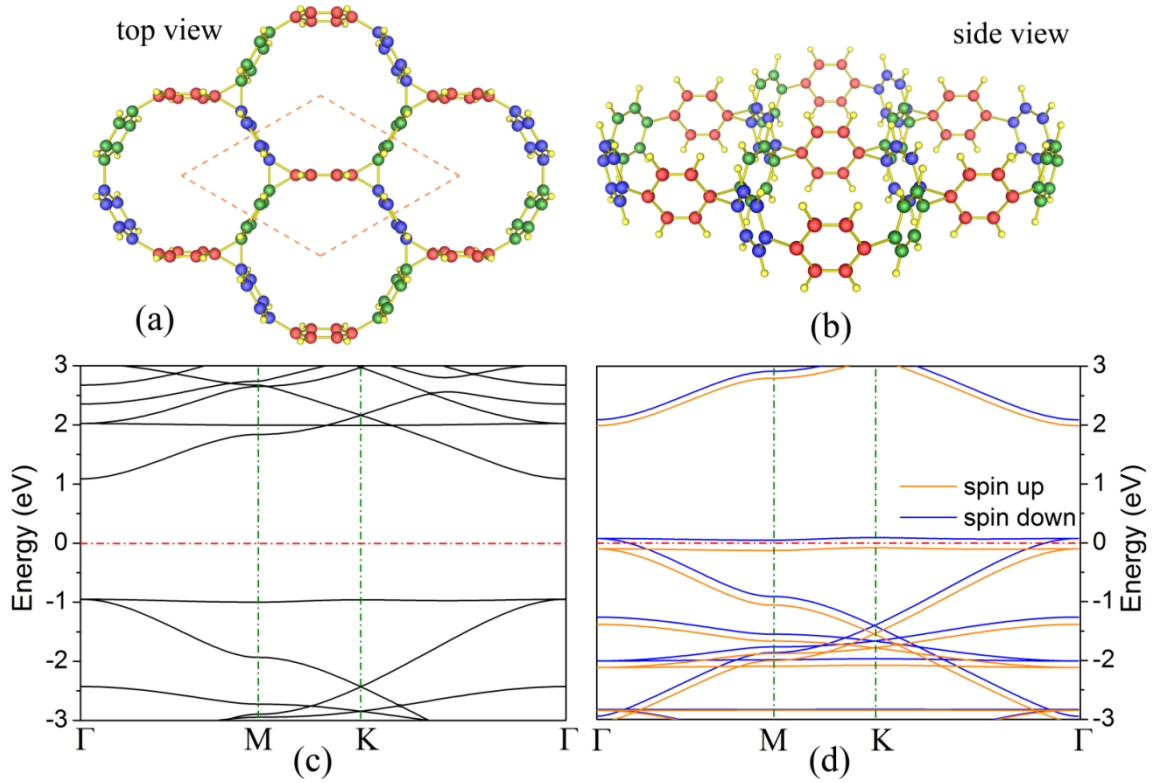 top view
side view
(a)
(b)
3
2
1
0
-1
-2
-3
Energy (eV)
Γ
M
K
Γ
(c)
spin up
spin down
3
2
1
0
-1
-2
-3
Energy (eV)
Γ
M
K
Γ
(d)